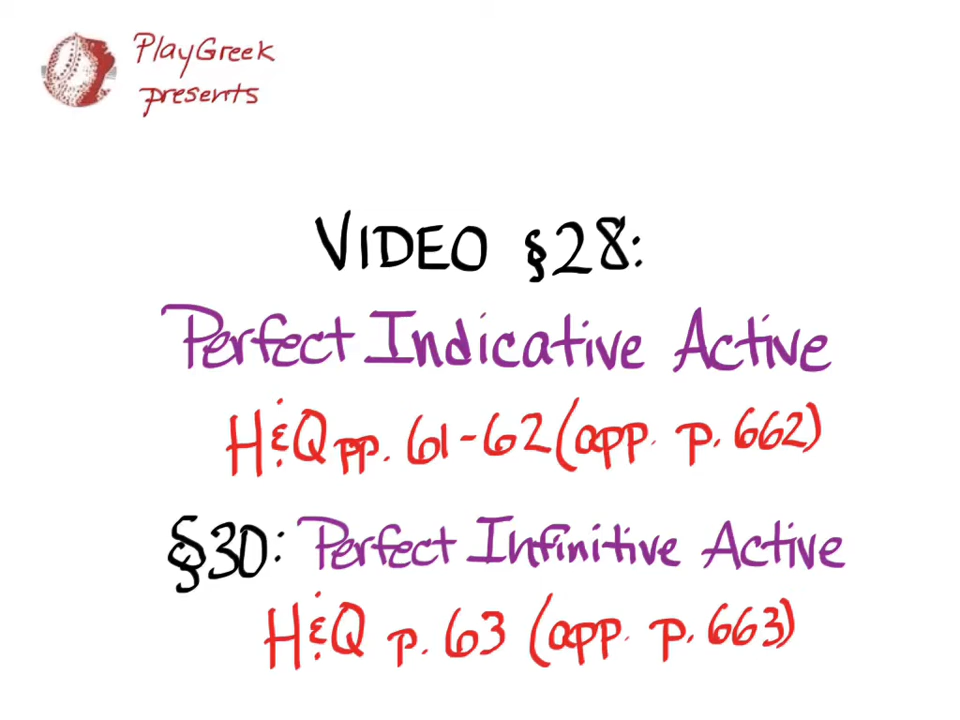 PlayGreek
presents
VIDEO §28:
Perfect Indicative Active
H&Q pp. 61-62 (app. p. 662)
§30: Perfect Infinitive Active
H&Q p. 63 (app. p. 663)